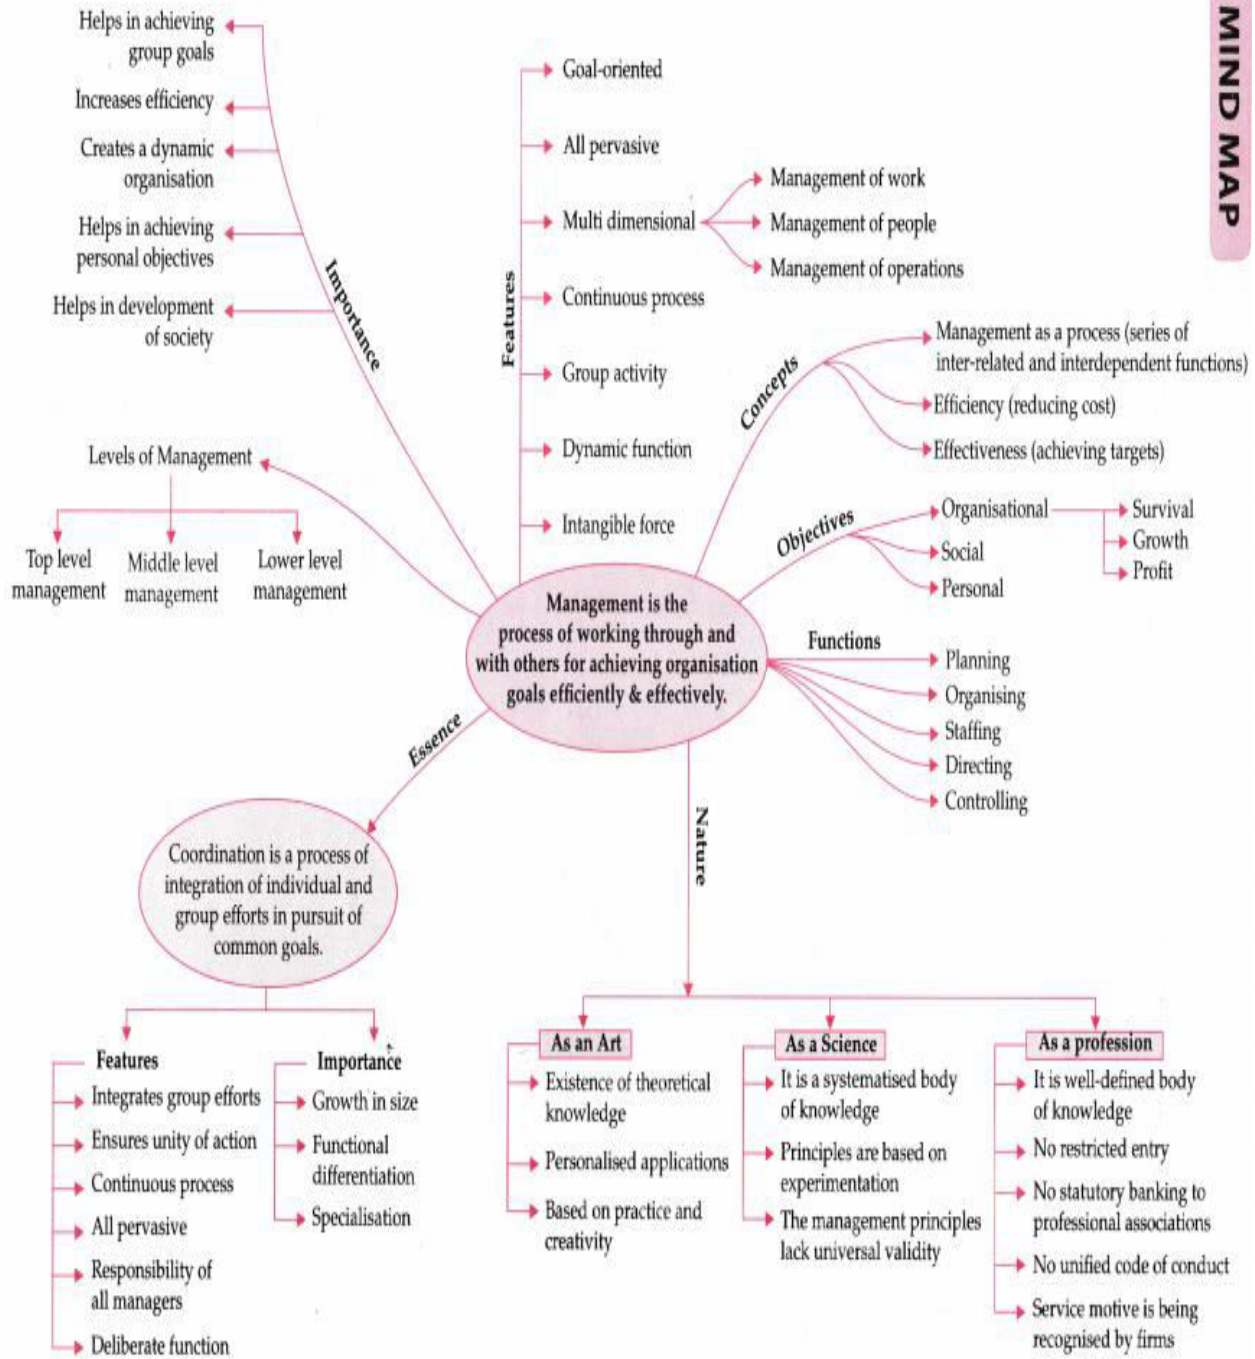 MIND MAP
Helps in achieving
group goals
Increases efficiency
Creates a dynamic
organisation
Helps in achieving
personal objectives
Helps in development
of society
Importance
Features
Goal-oriented
All pervasive
Multi dimensional
Management of work
Management of people
Management of operations
Continuous process
Group activity
Dynamic function
Intangible force
Concepts
Management as a process (series of
inter-related and interdependent functions)
Efficiency (reducing cost)
Effectiveness (achieving targets)
Levels of Management
Top level
management
Middle level
management
Lower level
management
Objectives
Organisational
Social
Personal
Survival
Growth
Profit
Management is the
process of working through and
with others for achieving organisation
goals efficiently & effectively.
Functions
Planning
Organising
Staffing
Directing
Controlling
Essence
Coordination is a process of
integration of individual and
group efforts in pursuit of
common goals.
Features
Integrates group efforts
Ensures unity of action
Continuous process
All pervasive
Responsibility of
all managers
Deliberate function
Importance
Growth in size
Functional
differentiation
Specialisation
Nature
As an Art
Existence of theoretical
knowledge
Personalised applications
Based on practice and
creativity
As a Science
It is a systematised body
of knowledge
Principles are based on
experimentation
The management principles
lack universal validity
As a profession
It is well-defined body
of knowledge
No restricted entry
No statutory banking to
professional associations
No unified code of conduct
Service motive is being
recognised by firms